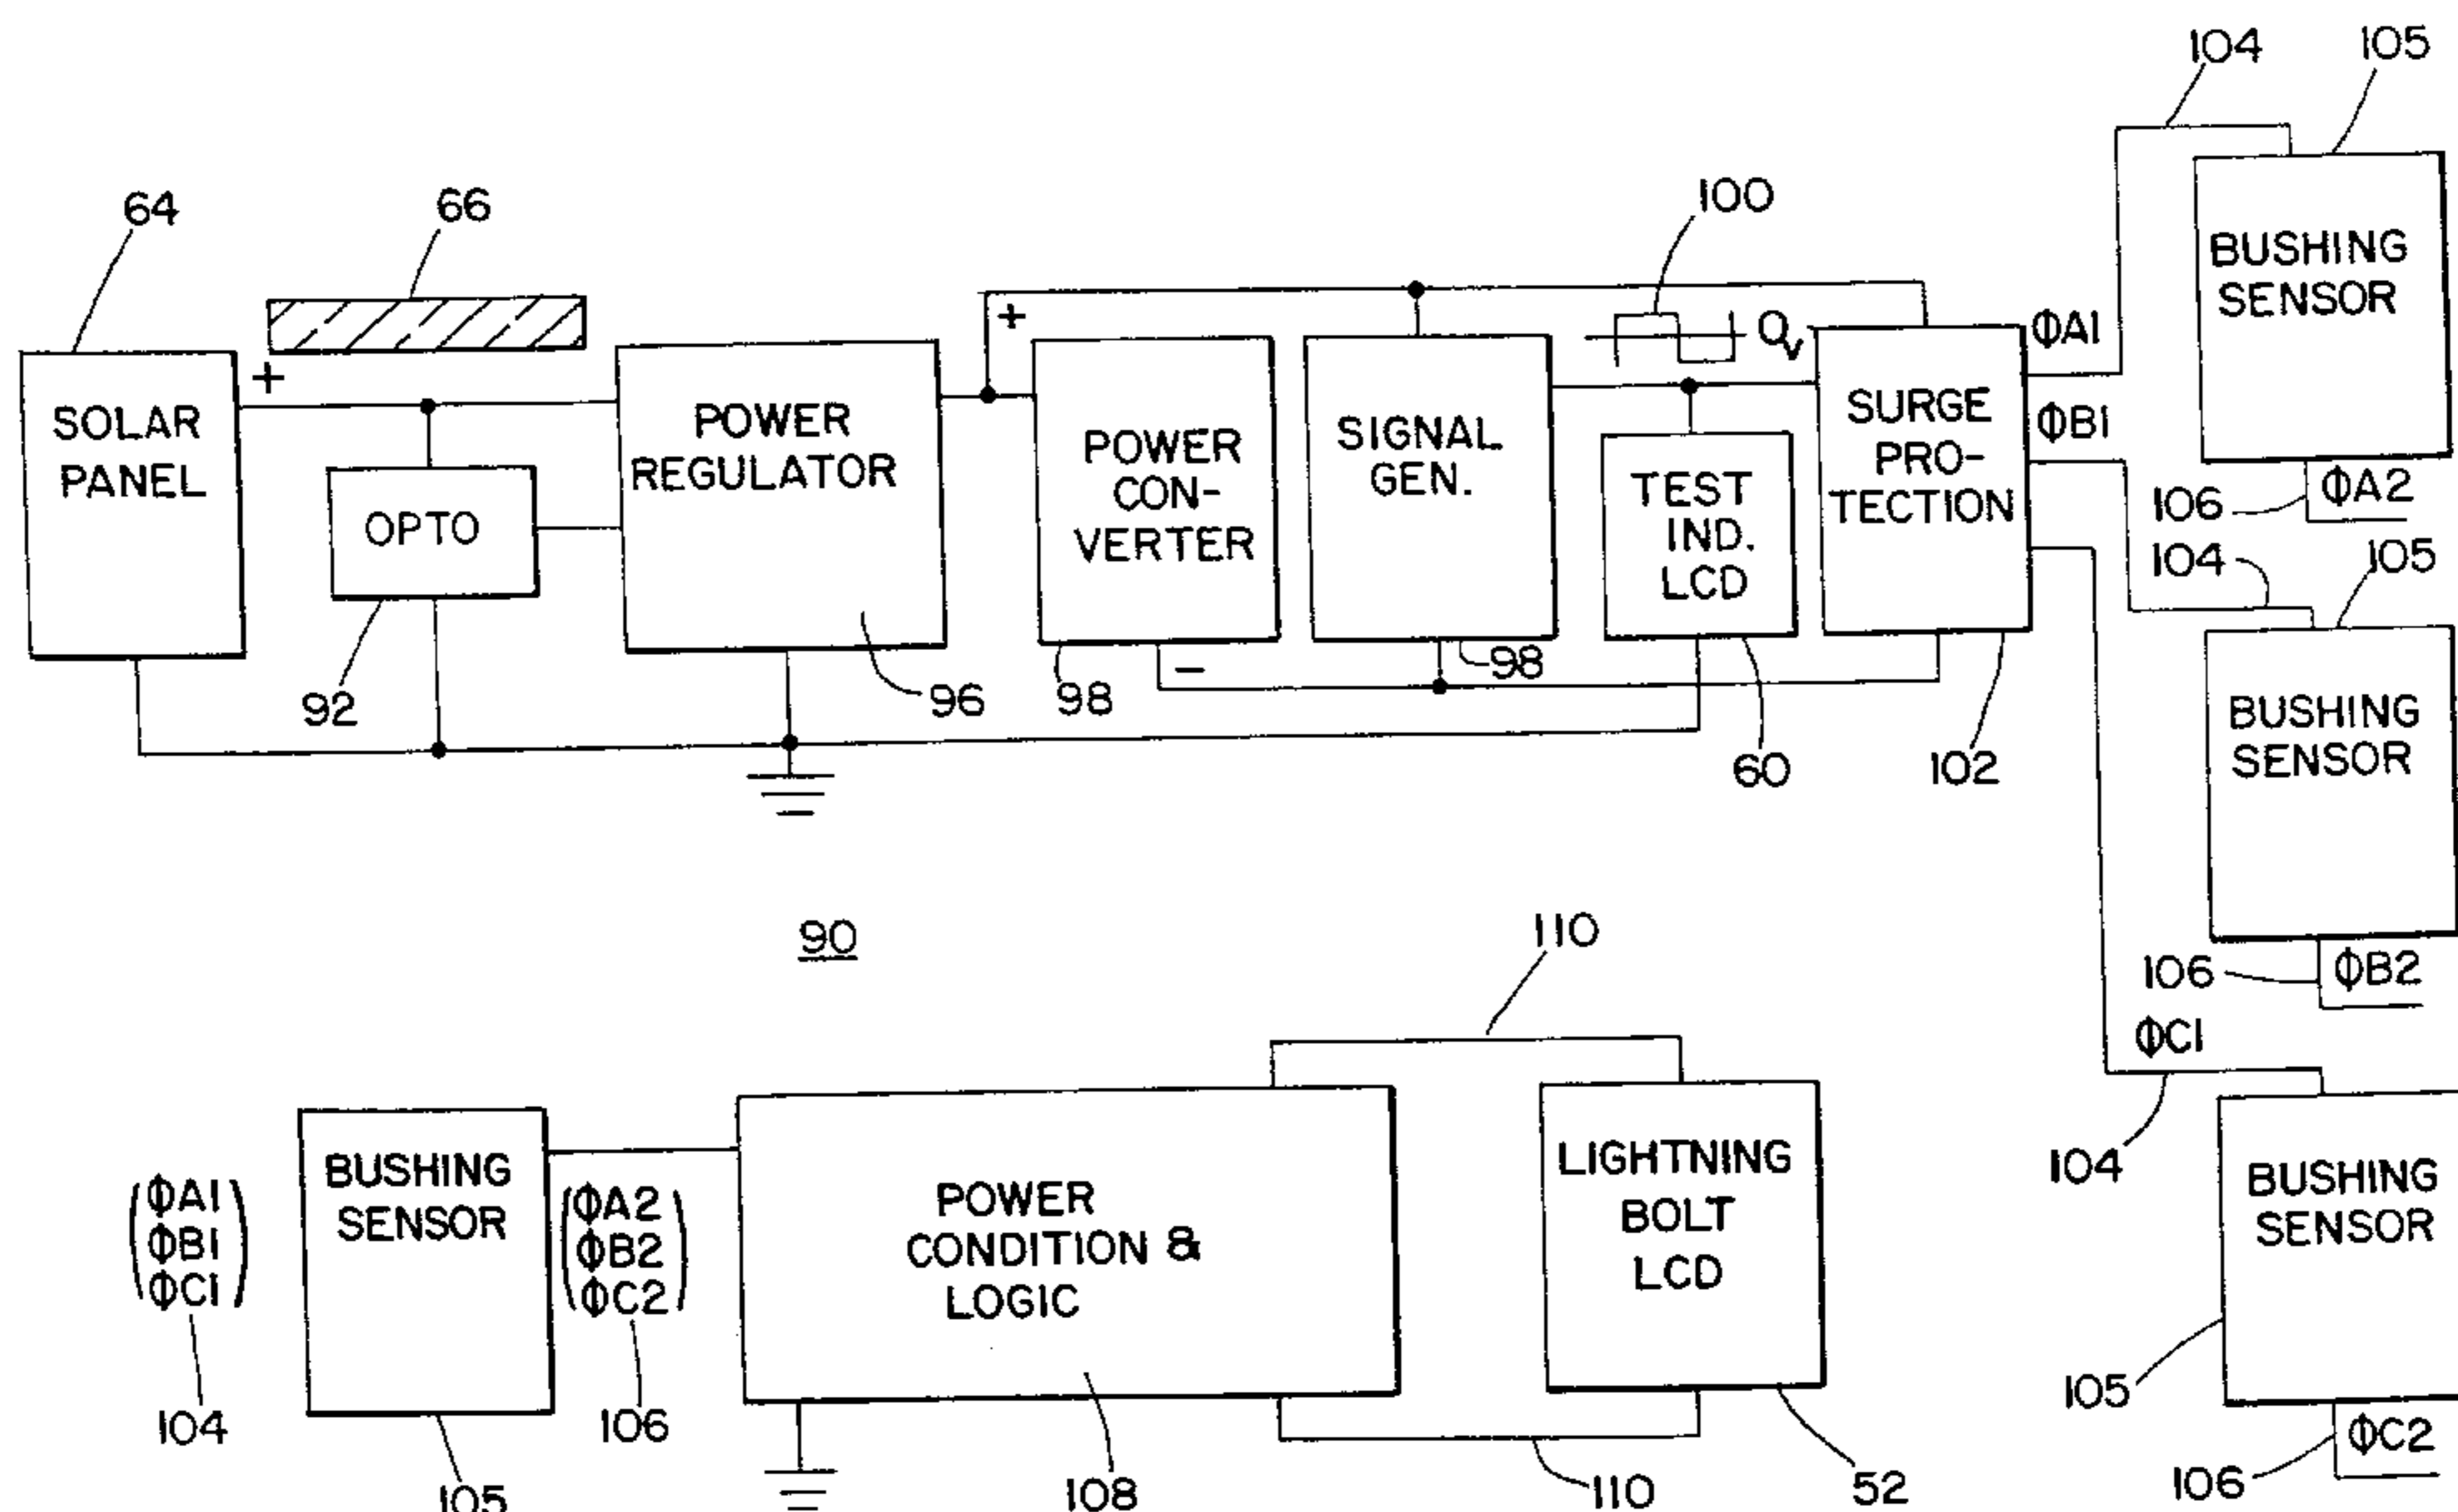 104
105
64
66
100
BUSHING
SENSOR
+
+
Qv
ΦA1
SOLAR
PANEL
POWER
REGULATOR
POWER
CON-
VERTER
SIGNAL
GEN.
TEST
IND.
LCD
SURGE
PRO-
TECTION
ΦB1
OPTO
106
ΦA2
104
105
92
96
98
-
98
60
102
BUSHING
SENSOR
90
110
106
ΦB2
ΦC1
104
BUSHING
SENSOR
(ΦA1
ΦB1
ΦC1)
BUSHING
SENSOR
(ΦA2
ΦB2
ΦC2)
POWER
CONDITION &
LOGIC
LIGHTNING
BOLT
LCD
104
105
106
108
110
52
105
106
ΦC2